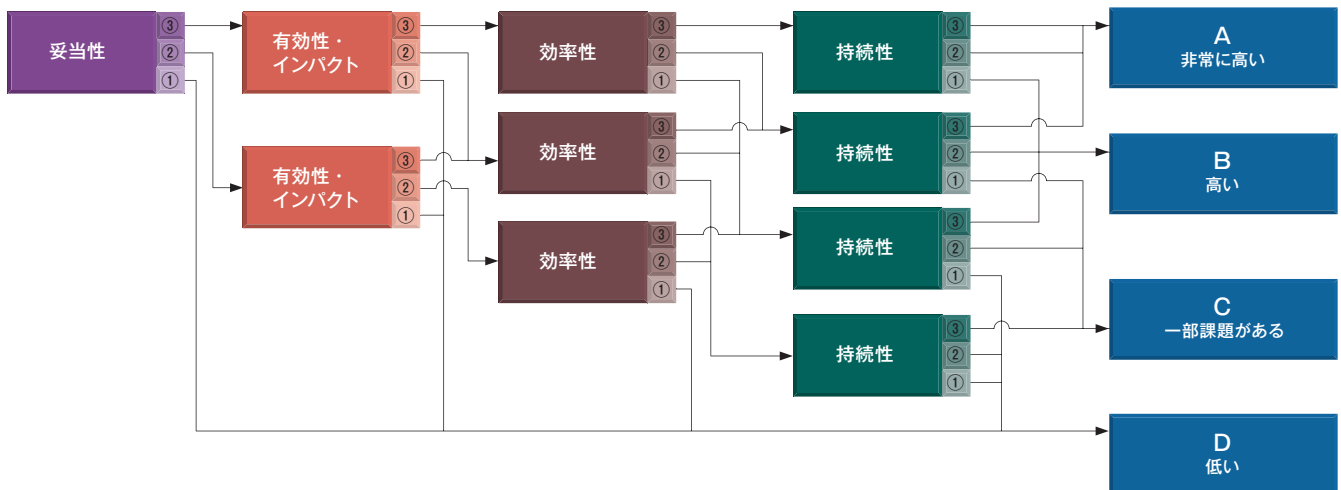 妥当性
③
②
①
有効性・
インパクト
③
②
①
有効性・
インパクト
③
②
①
効率性
③
②
①
効率性
③
②
①
効率性
③
②
①
持続性
③
②
①
持続性
③
②
①
持続性
③
②
①
持続性
③
②
①
A
非常に高い
B
高い
C
一部課題がある
D
低い